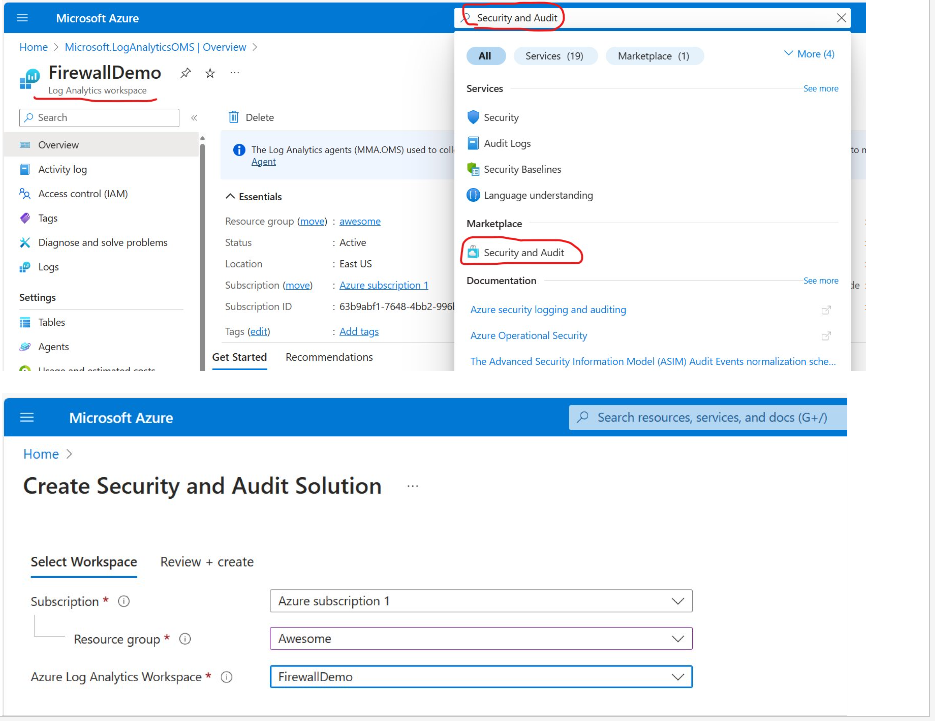 Microsoft Azure
Security and Audit
Home > Microsoft.LogAnalyticsOMS | Overview >
FirewallDemo
Log Analytics workspace
Search
Overview
Activity log
Access control (IAM)
Tags
Diagnose and solve problems
Logs
Settings
Tables
Agents
Usage and estimated costs
Delete
The Log Analytics agents (MMA.OMS) used to coll
Agent
Essentials
Resource group (move) : awesome
Status : Active
Location : East US
Subscription (move) : Azure subscription 1
Subscription ID : 63b9abf1-7648-4bb2-996
Tags (edit) : Add tags
Get Started Recommendations
All Services (19) Marketplace (1) More (4)
Services See more
Security
Audit Logs
Security Baselines
Language understanding
Marketplace
Security and Audit
Documentation See more
Azure security logging and auditing
Azure Operational Security
The Advanced Security Information Model (ASIM) Audit Events normalization sche...
to m
de
Microsoft Azure
Search resources, services, and docs (G+/)
Home >
Create Security and Audit Solution ...
Select Workspace Review + create
Subscription * Azure subscription 1
Resource group * Awesome
Azure Log Analytics Workspace * FirewallDemo